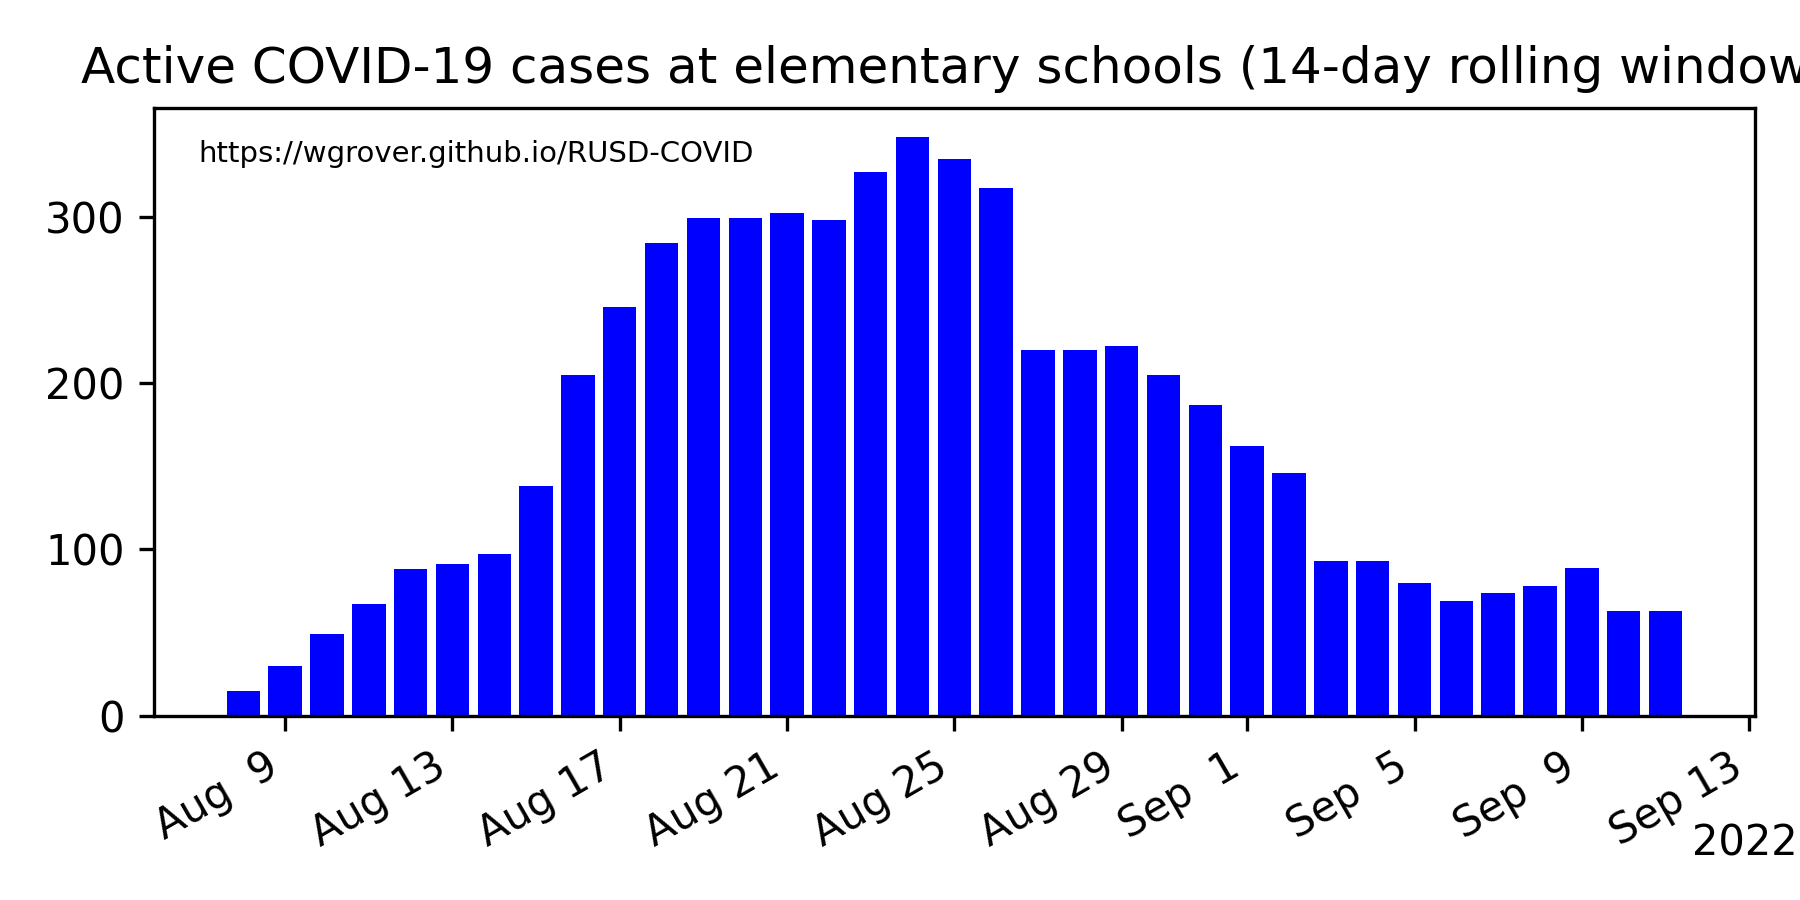 Active COVID-19 cases at elementary schools (14-day rolling window
https://wgrover.github.io/RUSD-COVID
300
200
100
0
Aug 9
Aug 13
Aug 17
Aug 21
Aug 25
Aug 29
Sep 1
Sep 5
Sep 9
Sep 13
2022